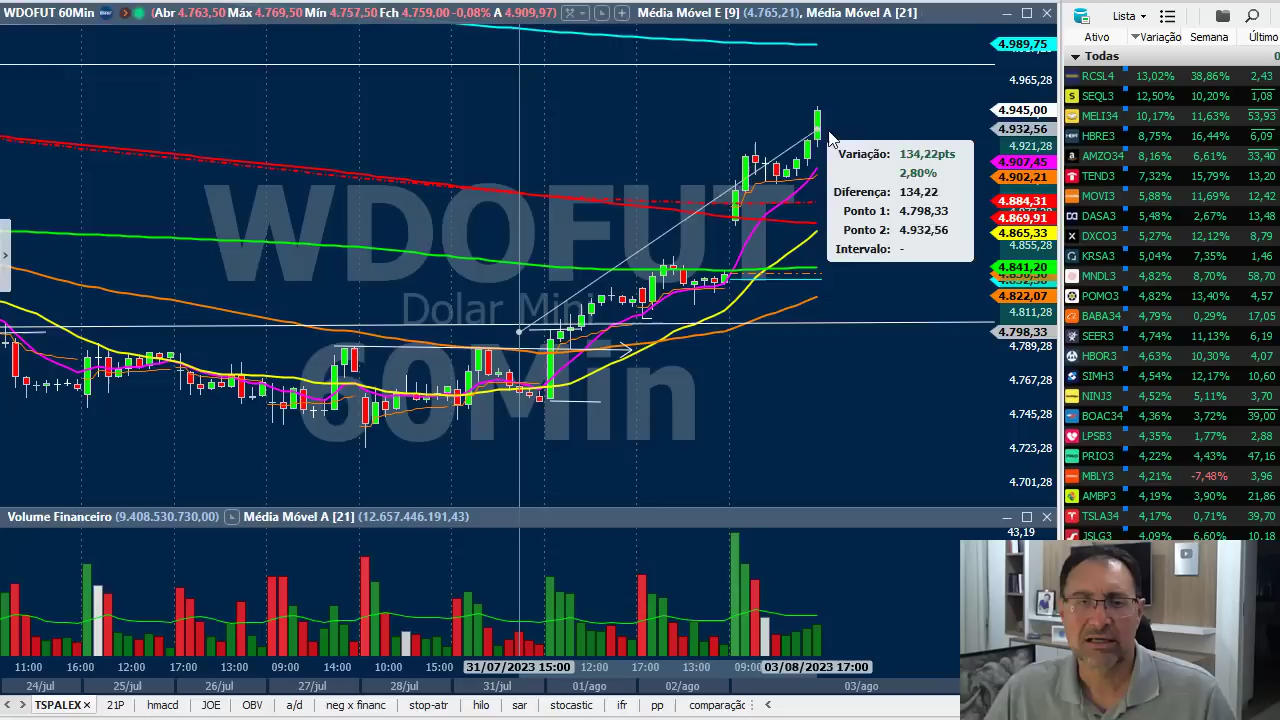 WDOFUT 60Min (Abr 4.763,50 Máx 4.769,50 Mín 4.757,50 Fch 4.759,00 -0,08% A 4.909,97) Média Móvel E [9] (4.765,21), Média Móvel A [21]
Lista
Ativo Variação Semana Último
Todas
RCSL4 13,02% 38,86% 2,43
SEQL3 12,50% 10,20% 1,08
MELI34 10,17% 11,63% 53,93
HBRE3 8,75% 16,44% 6,09
AMZO34 8,16% 6,61% 33,40
TEND3 7,32% 15,79% 13,20
MOVI3 5,88% 11,69% 12,42
DASA3 5,48% 2,67% 13,48
DXCO3 5,27% 12,12% 8,79
KRSA3 5,04% 7,35% 1,46
MNDL3 4,82% 8,70% 58,70
POMO3 4,82% 13,40% 4,57
BABA34 4,79% 0,29% 17,05
SEER3 4,74% 11,13% 6,19
HBOR3 4,63% 10,30% 4,07
SIMH3 4,54% 12,17% 10,60
NINJ3 4,52% 5,11% 3,70
BOAC34 4,36% 3,72% 39,00
LPSB3 4,35% 1,77% 2,88
PRIO3 4,22% 4,43% 47,16
MBLY3 4,21% -7,48% 3,96
AMBP3 4,19% 3,90% 21,86
TSLA34 4,17% 0,71% 39,70
JSLG3 4,09% 6,60% 10,18
4.989,75
4.965,28
4.945,00
4.932,56
4.921,28
4.907,45
4.902,21
4.884,31
4.869,91
4.865,33
4.855,28
4.841,20
4.822,07
4.811,28
4.798,33
4.789,28
4.767,28
4.745,28
4.723,28
4.701,28
WDOFUT
Dolar Mini
60Min
Variação: 134,22pts
2,80%
Diferença: 134,22
Ponto 1: 4.798,33
Ponto 2: 4.932,56
Intervalo: -
Volume Financeiro (9.408.530.730,00) Média Móvel A [21] (12.657.446.191,43)
43,19
11:00 16:00 12:00 17:00 13:00 09:00 14:00 10:00 15:00 31/07/2023 15:00 12:00 17:00 13:00 09:00 03/08/2023 17:00
24/jul 25/jul 26/jul 27/jul 28/jul 31/jul 01/ago 02/ago 03/ago
TSPALEX 21P hmacd JOE OBV a/d neg x financ stop-atr hilo sar stocastic ifr pp comparação